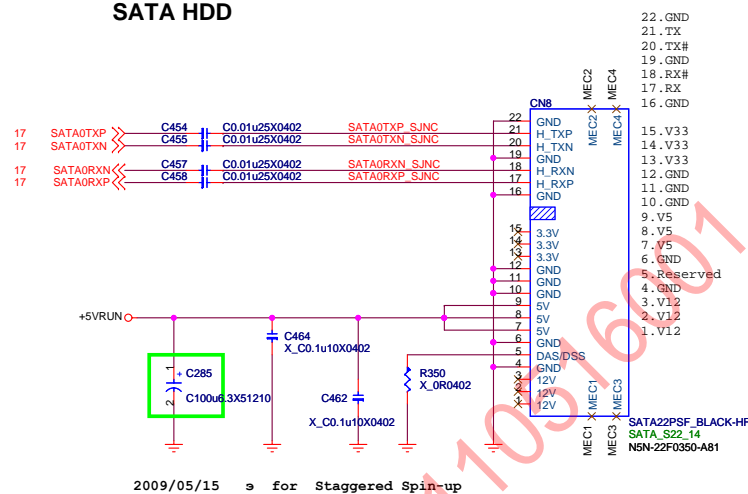 SATA HDD
22.GND
21.TX
20.TX#
19.GND
18.RX#
17.RX
16.GND
15.V33
14.V33
13.V33
12.GND
11.GND
10.GND
9.V5
8.V5
7.V5
6.GND
5.Reserved
4.GND
3.V12
2.V12
1.V12
MEC2
MEC4
CN8
17 SATA0TXP C454 C0.01u25X0402 SATA0TXP_SJNC
17 SATA0TXN C455 C0.01u25X0402 SATA0TXN_SJNC
17 SATA0RXN C457 C0.01u25X0402 SATA0RXN_SJNC
17 SATA0RXP C458 C0.01u25X0402 SATA0RXP_SJNC
22 GND
21 H_TXP
20 H_TXN
19 GND
18 H_RXN
17 H_RXP
16 GND
MEC2
MEC4
15 3.3V
14 3.3V
13 3.3V
12 GND
11 GND
10 GND
9 5V
8 5V
7 5V
6 GND
5 DAS/DSS
4 GND
3 12V
2 12V
1 12V
MEC1
MEC3
+5VRUN
1
+ C285
C100u6.3X51210
2
C464
X_C0.1u10X0402
C462
X_C0.1u10X0402
R350
X_0R0402
MEC1
MEC3
SATA22PSF_BLACK-HF
SATA_S22_14
N5N-22F0350-A81
2009/05/15 э for Staggered Spin-up
110516001